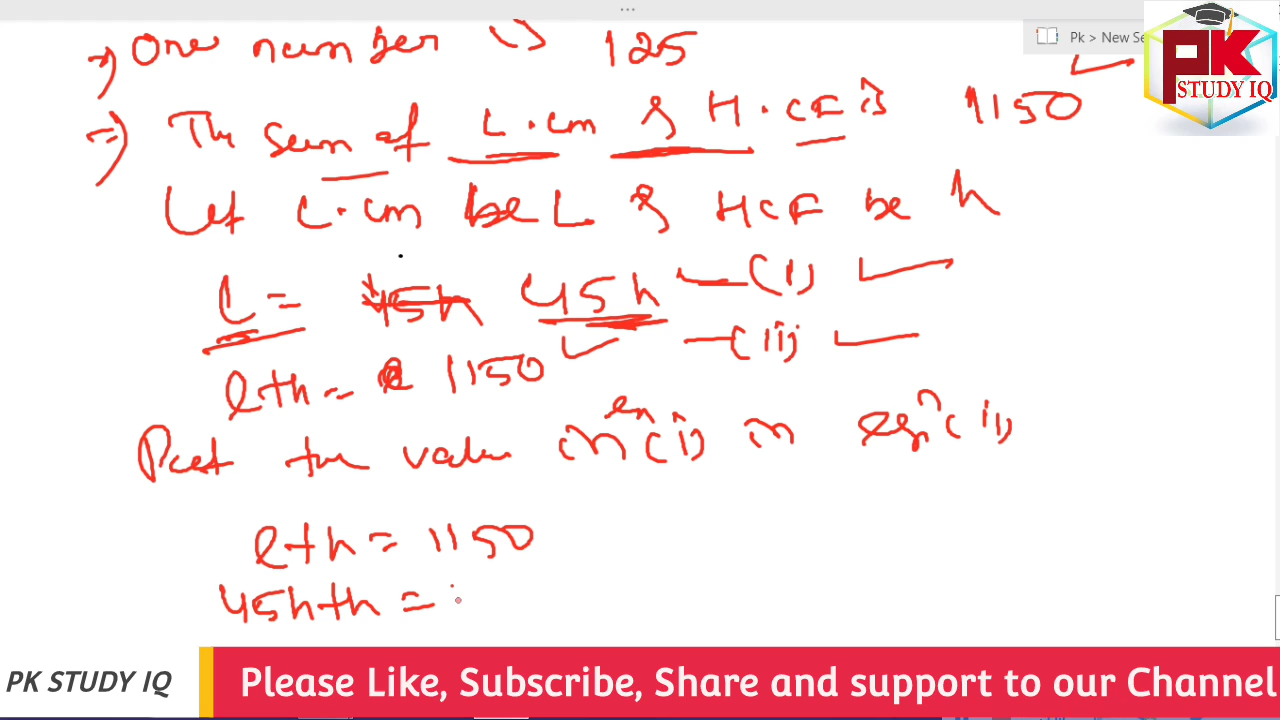 ...
Pk > New Se
PK
STUDY IQ
⇒) One number is 125
⇒) The sum of L.cm & H.CF is 1150
Let L.cm be L & HCF be h
L = 45h 45h —(i)
l+h = 1150 —(ii)
Put the value in en (i) in eqn (ii)
l+h = 1150
45h+h =
PK STUDY IQ
Please Like, Subscribe, Share and support to our Channel